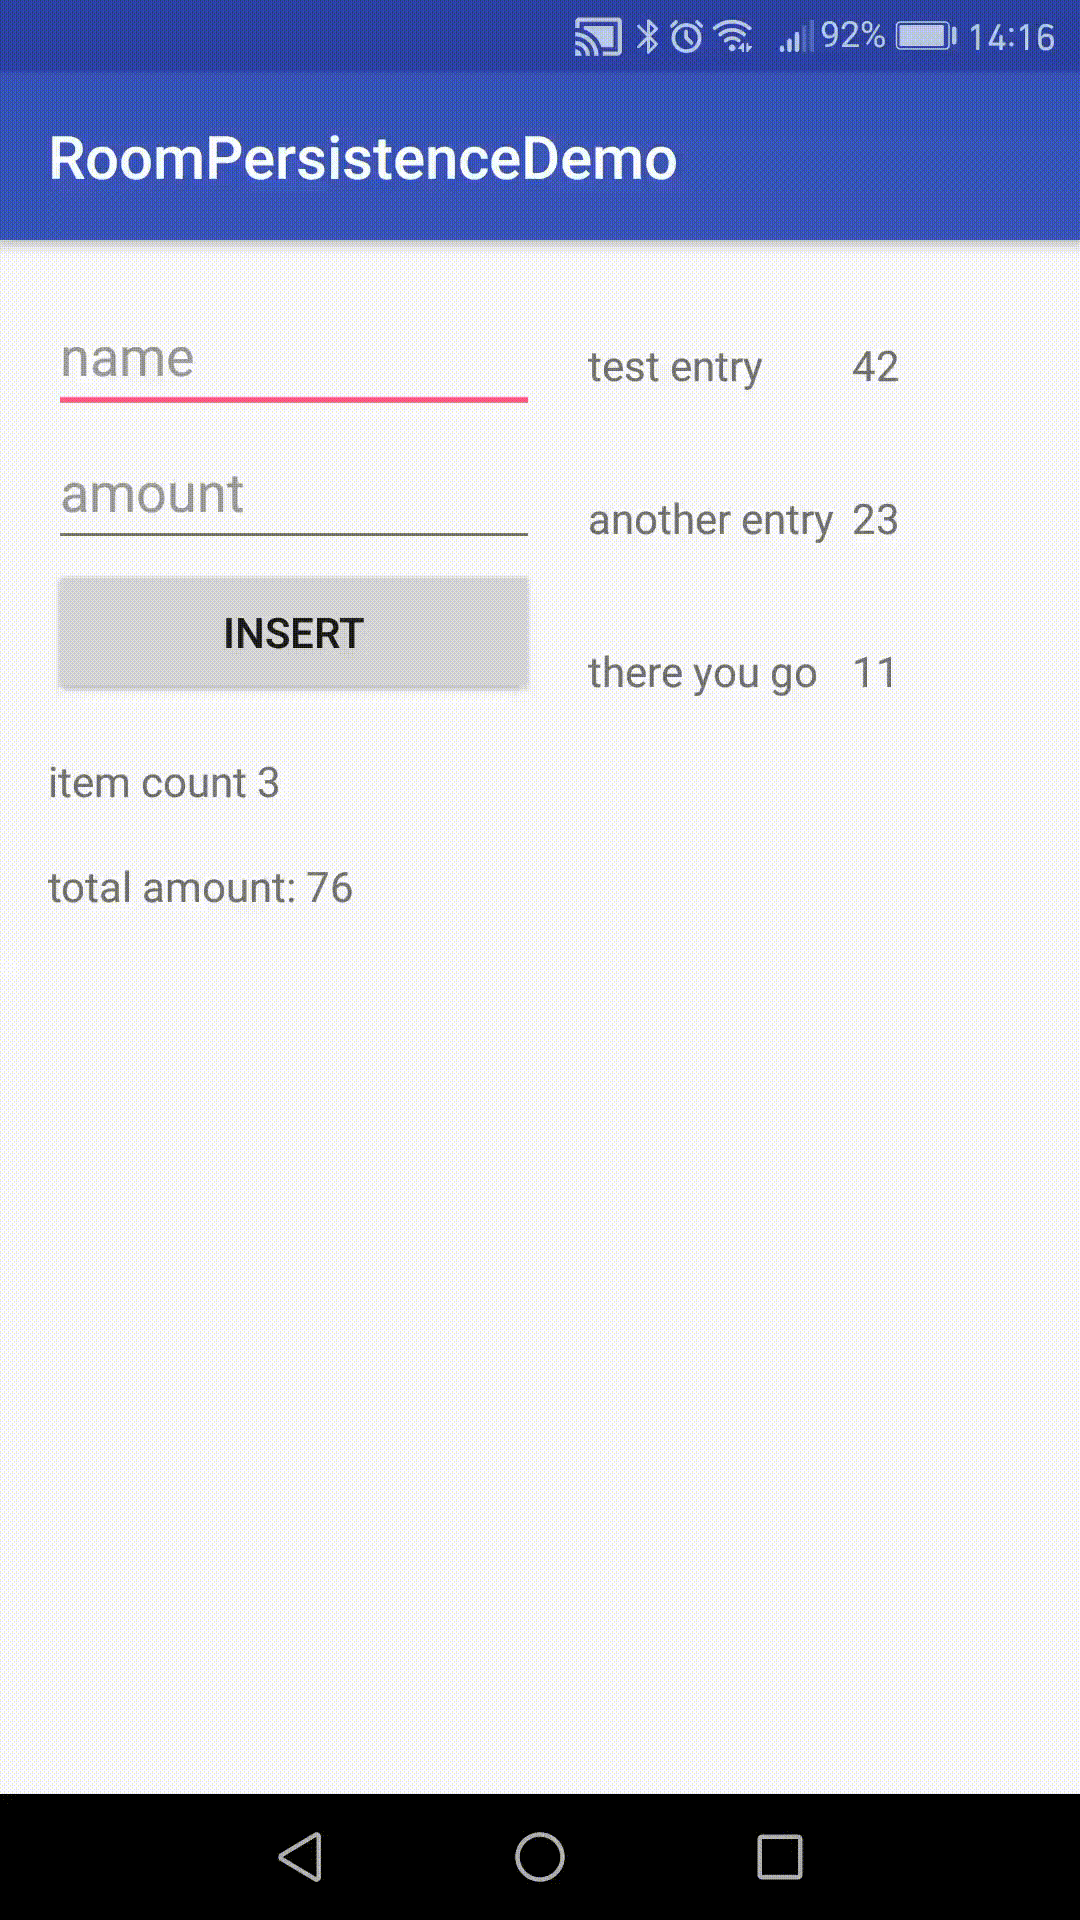 92% 14:16
RoomPersistenceDemo
name
test entry 42
amount
another entry 23
INSERT
there you go 11
item count 3
total amount: 76